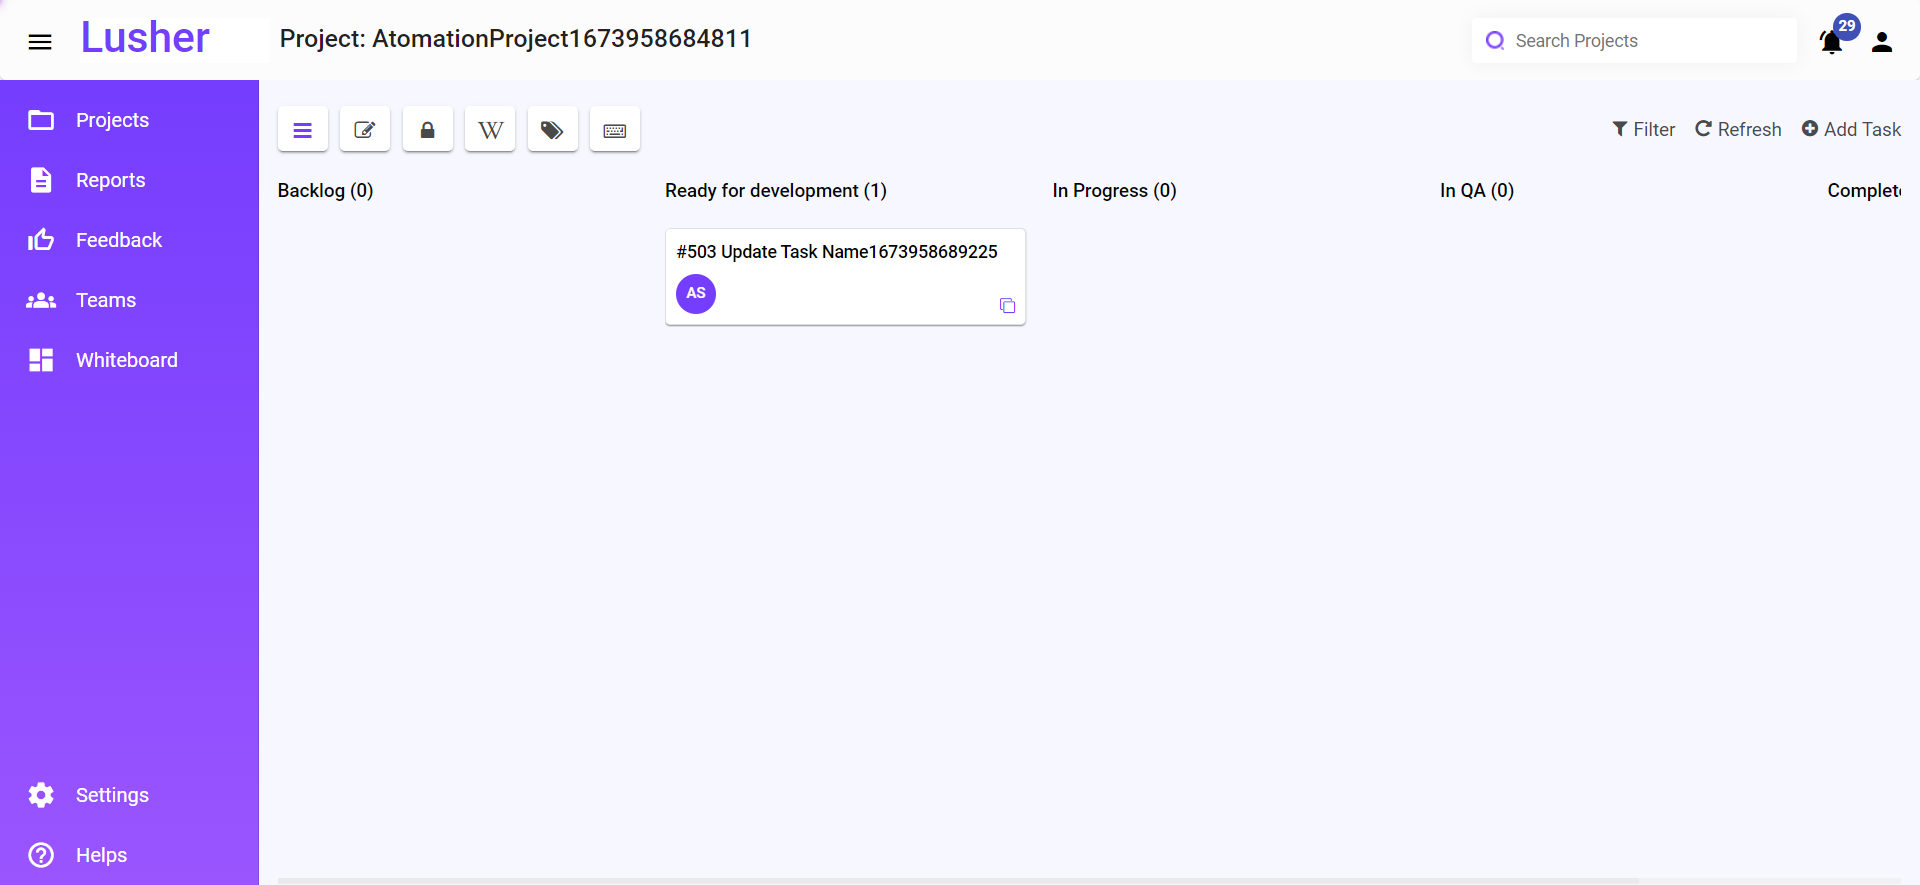 Lusher
Project: AtomationProject1673958684811
Search Projects
29
Projects
Reports
Feedback
Teams
Whiteboard
Settings
Helps
W
Filter
Refresh
Add Task
Backlog (0)
Ready for development (1)
In Progress (0)
In QA (0)
Complet
#503 Update Task Name1673958689225
AS